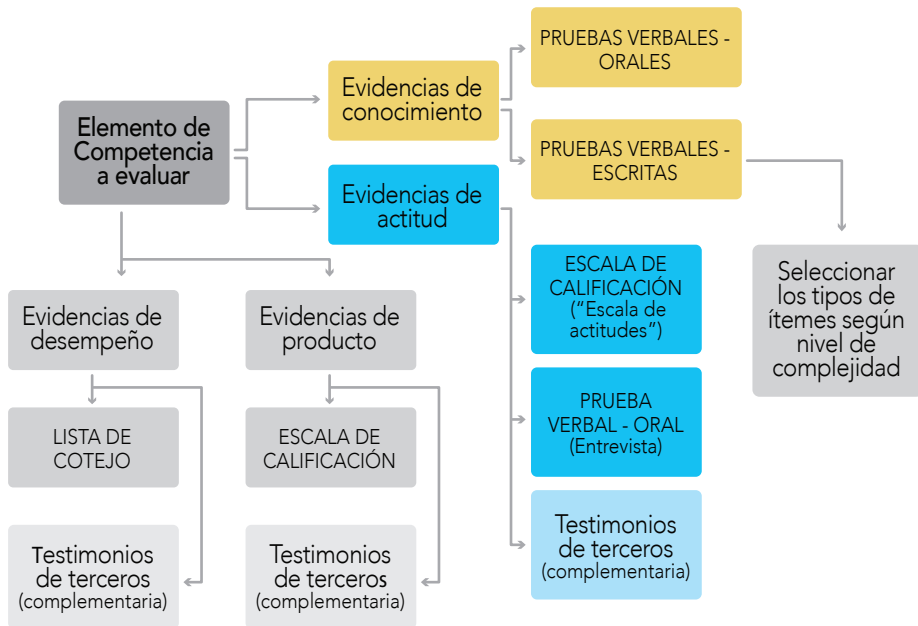 PRUEBAS VERBALES -
ORALES
Evidencias de
conocimiento
Elemento de
Competencia
a evaluar
PRUEBAS VERBALES -
ESCRITAS
Evidencias de
actitud
ESCALA DE
CALIFICACIÓN
(“Escala de
actitudes”)
Seleccionar
los tipos de
ítemes según
nivel de
complejidad
Evidencias de
desempeño
Evidencias de
producto
PRUEBA
VERBAL - ORAL
(Entrevista)
LISTA DE
COTEJO
ESCALA DE
CALIFICACIÓN
Testimonios
de terceros
(complementaria)
Testimonios
de terceros
(complementaria)
Testimonios
de terceros
(complementaria)